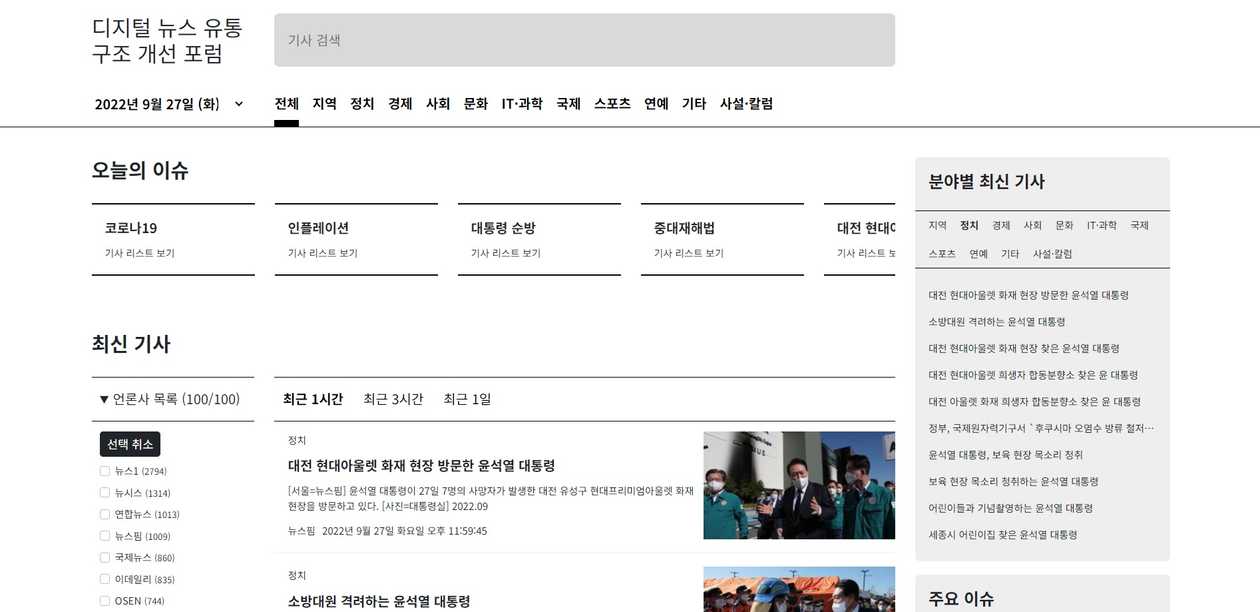 디지털 뉴스 유통
구조 개선 포럼
기사 검색
2022년 9월 27일 (화)
전체 지역 정치 경제 사회 문화 IT·과학 국제 스포츠 연예 기타 사설·칼럼
오늘의 이슈
코로나19
기사 리스트 보기
인플레이션
기사 리스트 보기
대통령 순방
기사 리스트 보기
중대재해법
기사 리스트 보기
대전 현대
기사 리스트
최신 기사
▼ 언론사 목록 (100/100)
선택 취소
뉴스1 (2794)
뉴시스 (1314)
연합뉴스 (1013)
뉴스핌 (1009)
국제뉴스 (860)
이데일리 (835)
OSEN (744)
최근 1시간 최근 3시간 최근 1일
정치
대전 현대아울렛 화재 현장 방문한 윤석열 대통령
[서울=뉴스핌] 윤석열 대통령이 27일 7명의 사망자가 발생한 대전 유성구 현대프리미엄아울렛 화재
현장을 방문하고 있다. [사진=대통령실] 2022.09
뉴스핌 2022년 9월 27일 화요일 오후 11:59:45
정치
소방대원 격려하는 윤석열 대통령
분야별 최신 기사
지역 정치 경제 사회 문화 IT·과학 국제
스포츠 연예 기타 사설·칼럼
대전 현대아울렛 화재 현장 방문한 윤석열 대통령
소방대원 격려하는 윤석열 대통령
대전 현대아울렛 화재 현장 찾은 윤석열 대통령
대전 현대아울렛 희생자 합동분향소 찾은 윤 대통령
대전 아울렛 화재 희생자 합동분향소 찾은 윤 대통령
정부, 국제원자력기구서 `후쿠시마 오염수 방류 철저…
윤석열 대통령, 보육 현장 목소리 청취
보육 현장 목소리 청취하는 윤석열 대통령
어린이들과 기념촬영하는 윤석열 대통령
세종시 어린이집 찾은 윤석열 대통령
주요 이슈